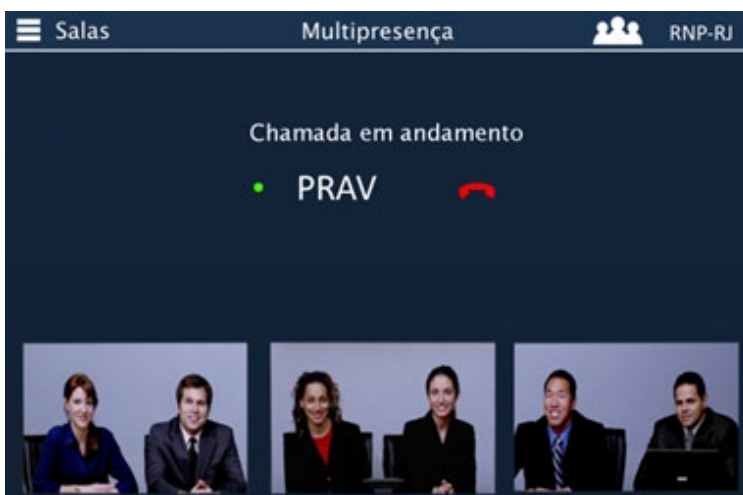 Salas
Multipresença
RNP-RJ
Chamada em andamento
PRAV